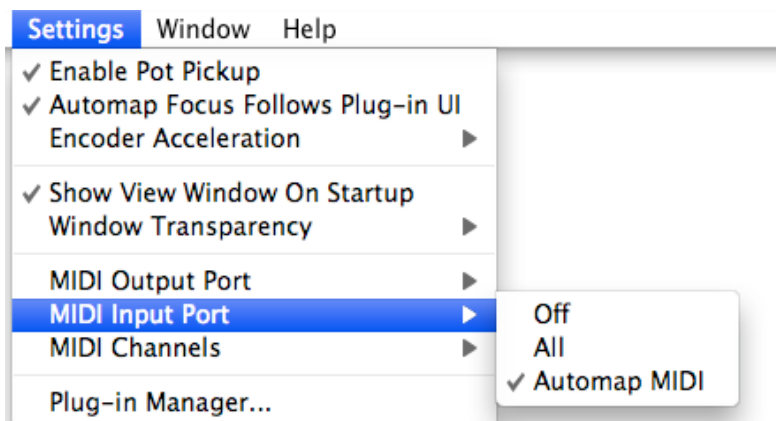 Settings Window Help
Enable Pot Pickup
Automap Focus Follows Plug-in UI
Encoder Acceleration
Show View Window On Startup
Window Transparency
MIDI Output Port
MIDI Input Port
MIDI Channels
Plug-in Manager...
Off
All
Automap MIDI